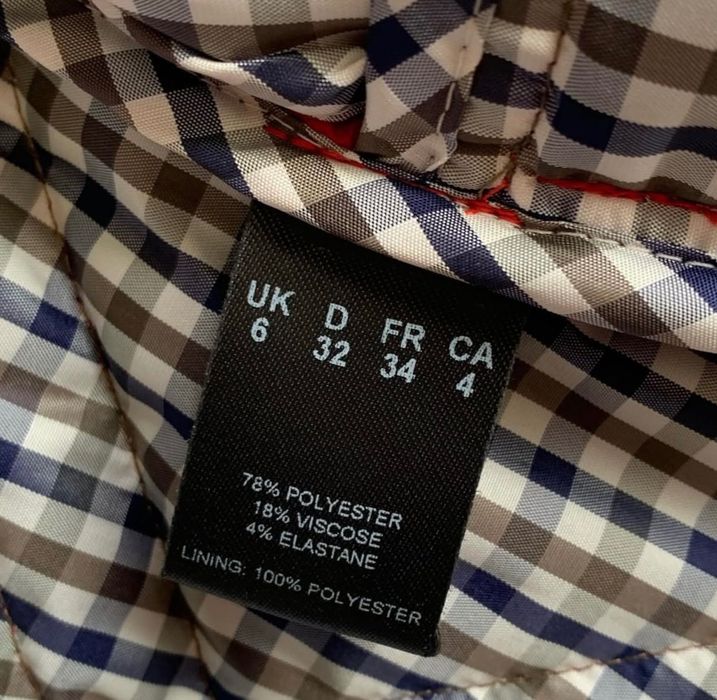 UK D FR CA
6 32 34 4
78% POLYESTER
18% VISCOSE
4% ELASTANE
LINING: 100% POLYESTER